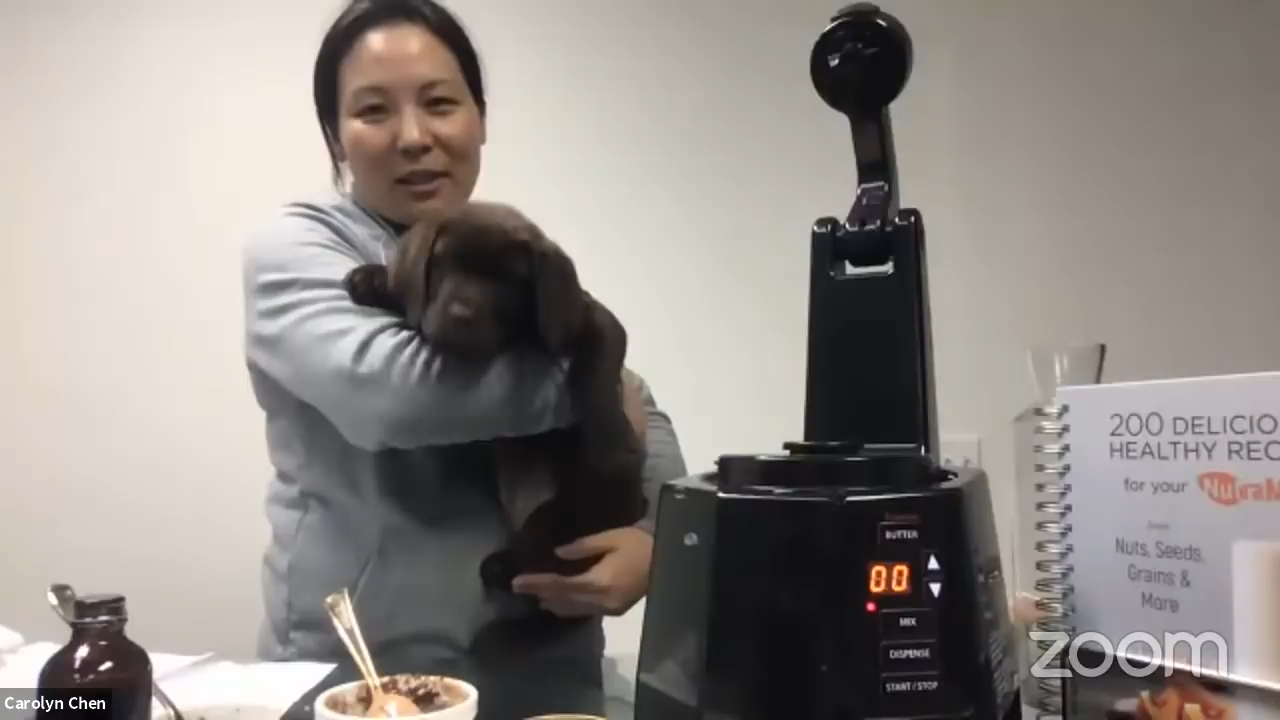 200 DELICIO
HEALTHY REC
for your NutraM
Nuts, Seeds,
Grains &
More
BUTTER
00
MIX
DISPENSE
START / STOP
zoom
Carolyn Chen